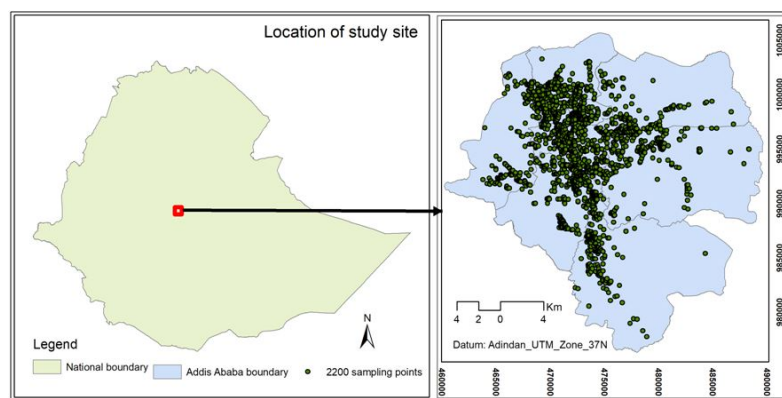 Location of study site
N
Legend
National boundary
Addis Ababa boundary
2200 sampling points
Km
4 2 0 4
Datum: Adindan_UTM_Zone_37N
1005000
1000000
995000
990000
985000
980000
460000
465000
470000
475000
480000
485000
490000